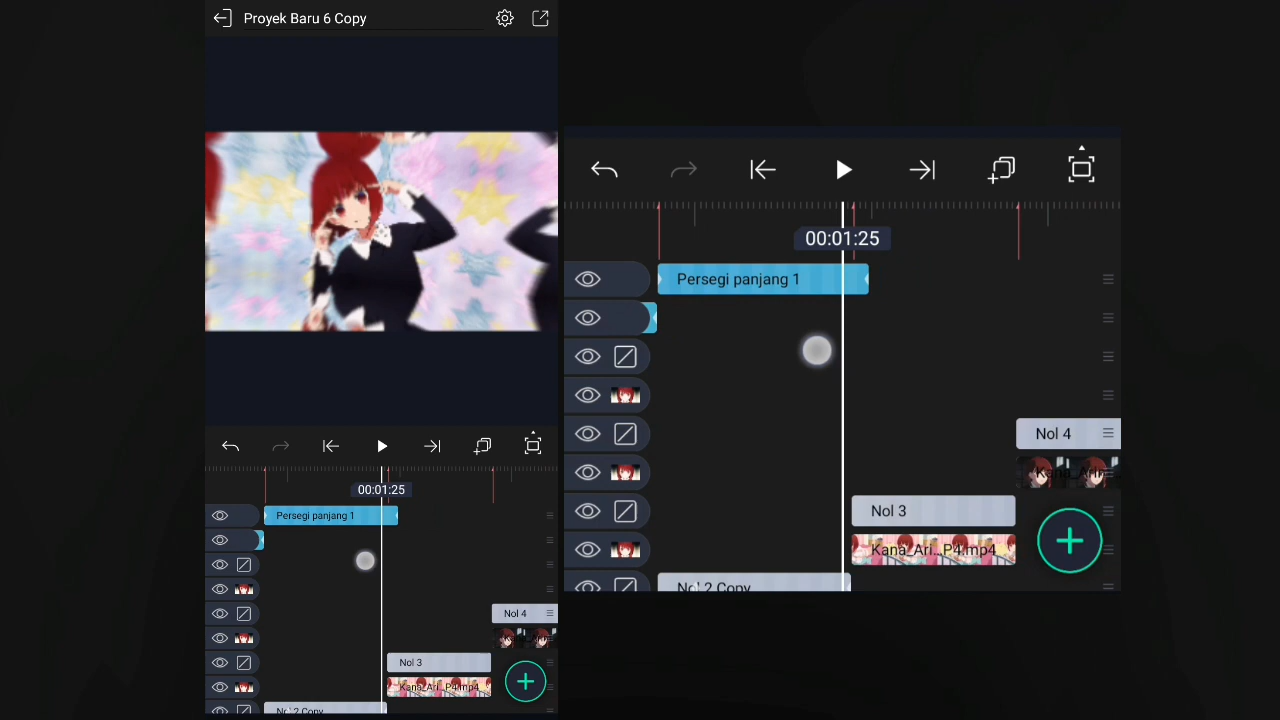 Proyek Baru 6 Copy
00:01:25
Persegi panjang 1
Nol 4
Nol 3
Kana_Ari...P4.mp4
00:01:25
Persegi panjang 1
Nol 4
Nol 3
Kana_Ari...P4.mp4
Nol 2 Copy
Nol 2 Copy